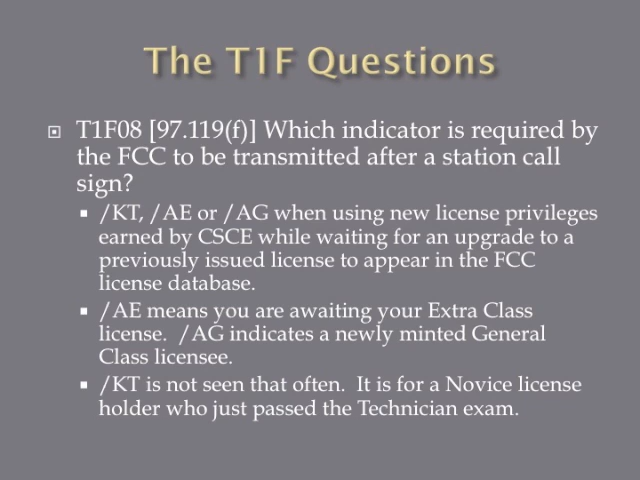 The T1F Questions
T1F08 [97.119(f)] Which indicator is required by
the FCC to be transmitted after a station call
sign?
/KT, /AE or /AG when using new license privileges
earned by CSCE while waiting for an upgrade to a
previously issued license to appear in the FCC
license database.
/AE means you are awaiting your Extra Class
license.  /AG indicates a newly minted General
Class licensee.
/KT is not seen that often.  It is for a Novice license
holder who just passed the Technician exam.